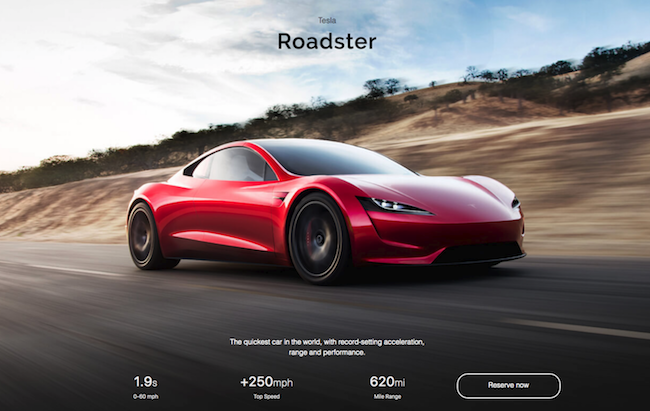 Tesla
Roadster
The quickest car in the world, with record-setting acceleration,
range and performance.
1.9s
0-60 mph
+250mph
Top Speed
620mi
Mile Range
Reserve now